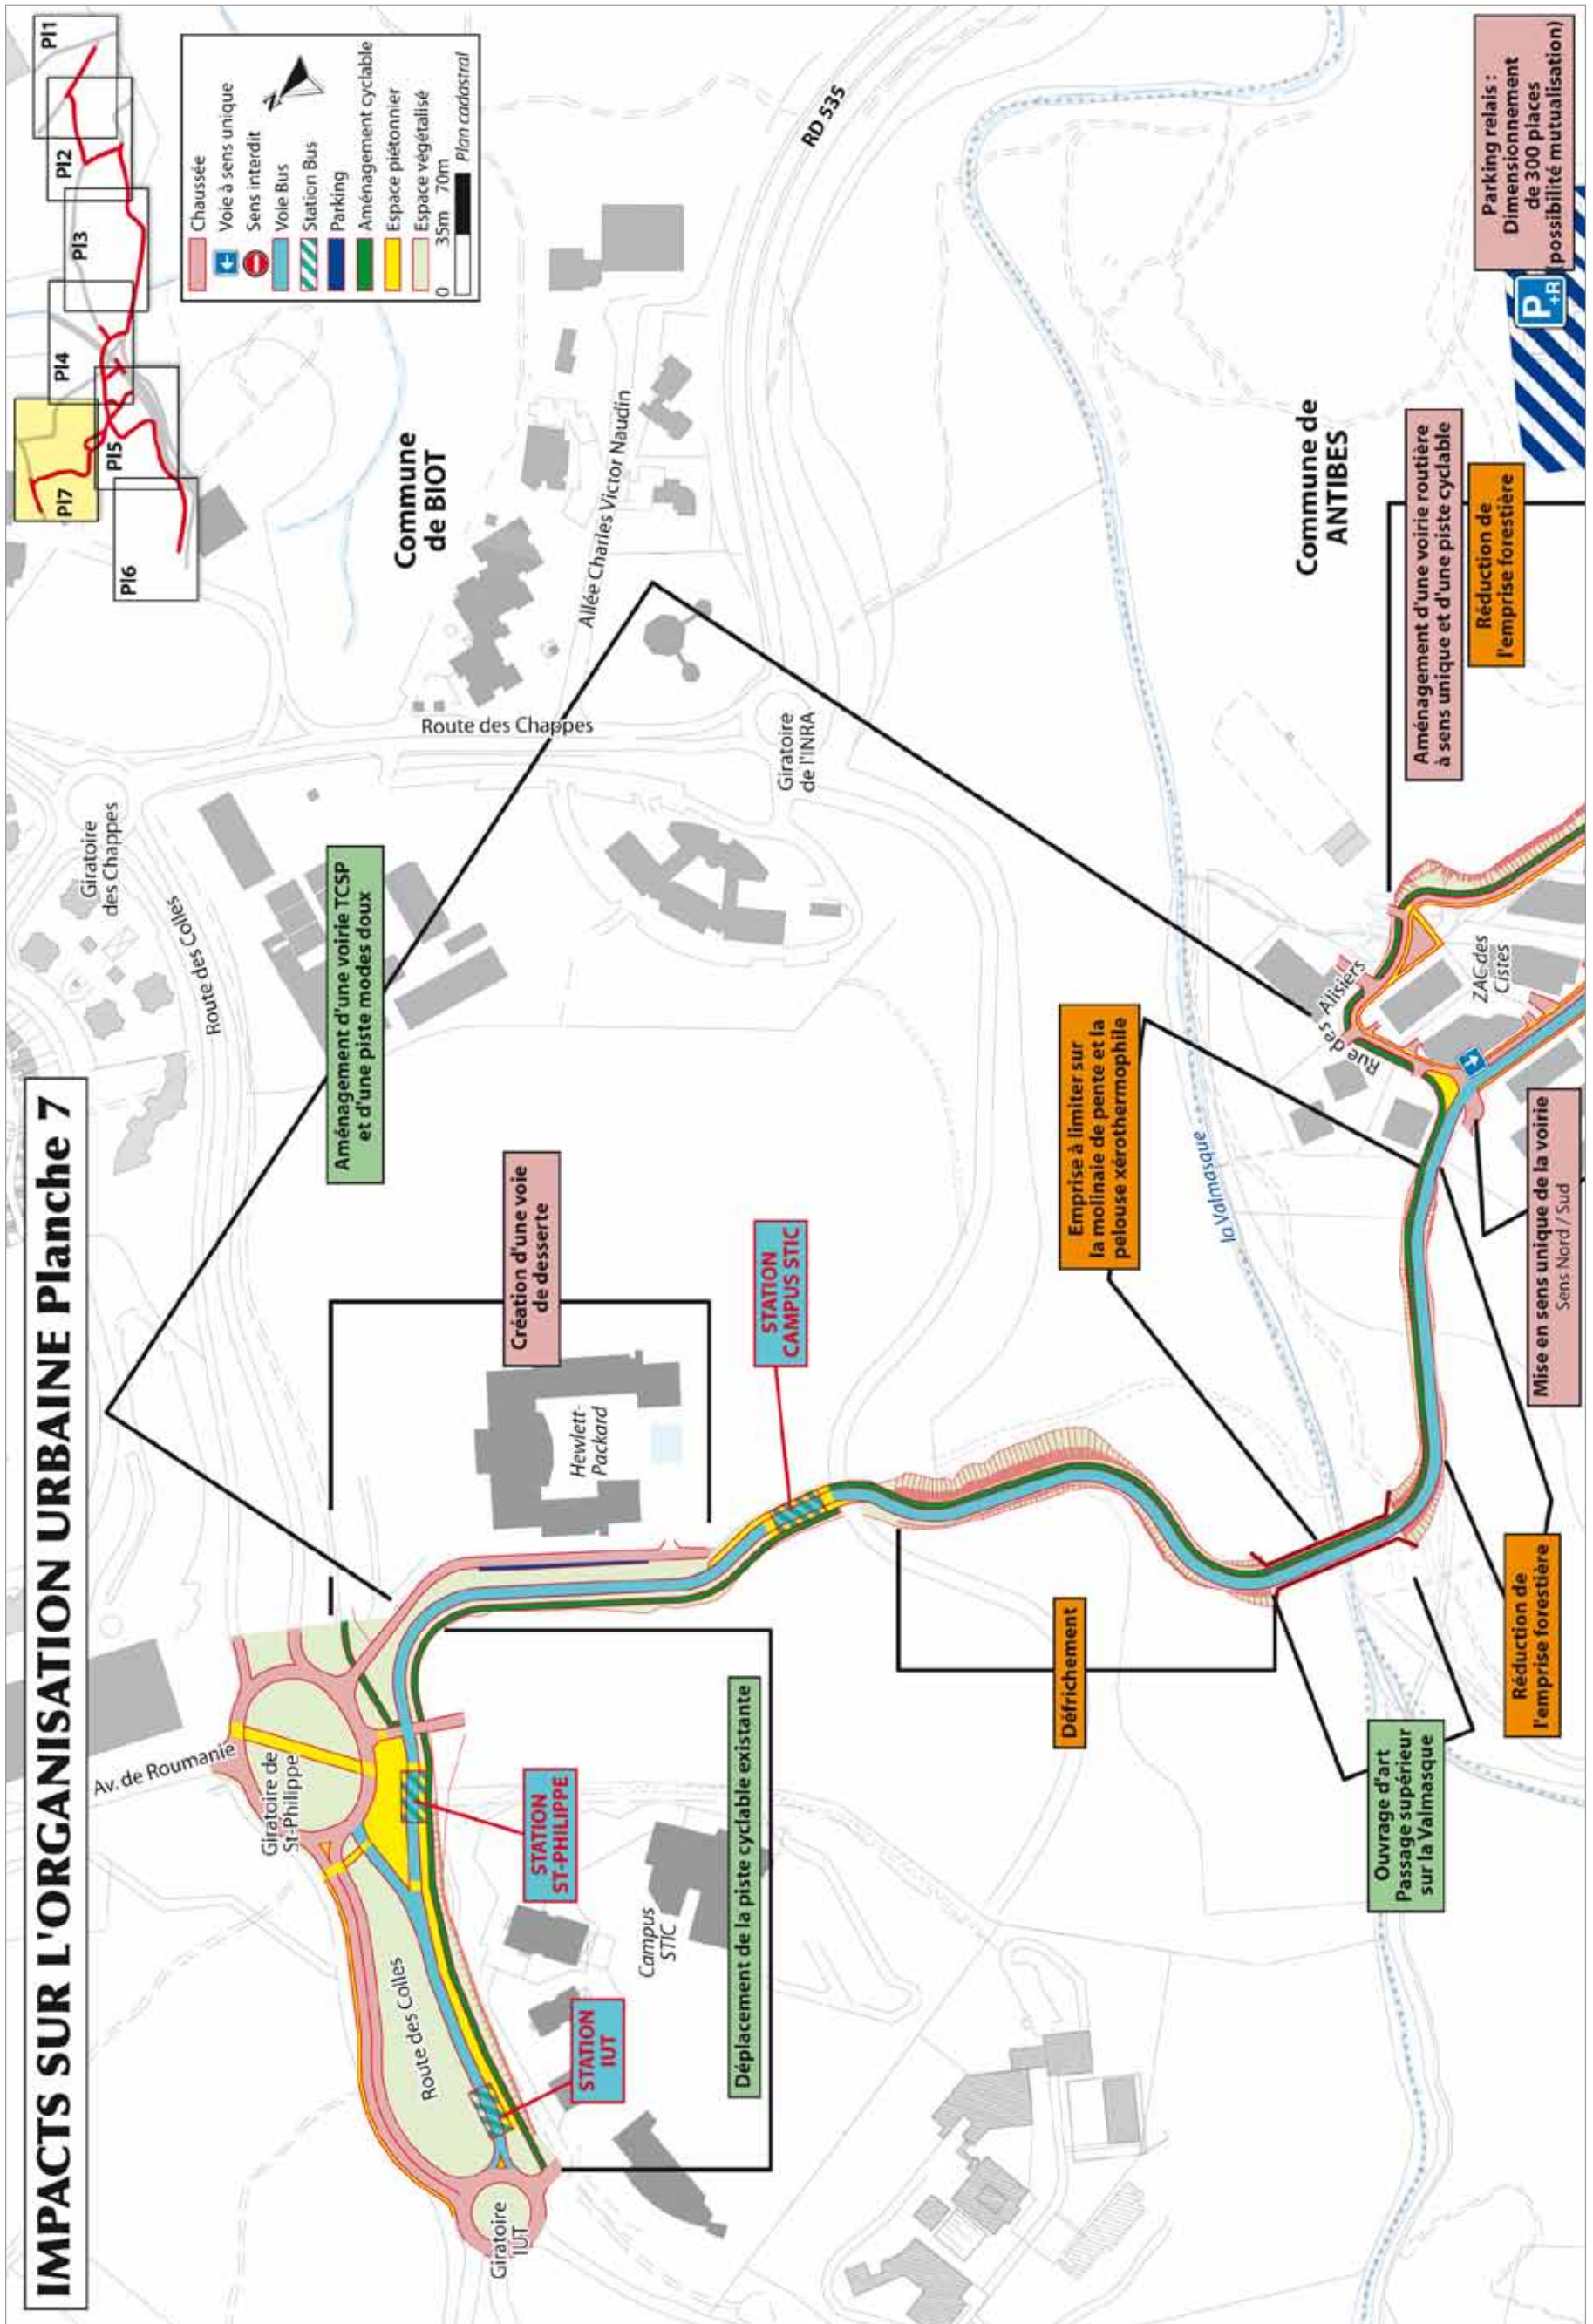 IMPACTS SUR L'ORGANISATION URBAINE Planche 7
PI1
PI2
PI3
PI4
PI5
PI6
PI7
Chaussée
Voie à sens unique
Sens interdit
Voie Bus
Station Bus
Parking
Aménagement cyclable
Espace piétonnier
Espace végétalisé
N
0 35m 70m
Plan cadastral
Giratoire
des Chappes
Route des Colles
Av. de Roumanie
Giratoire de
St-Philippe
Route des Colles
Giratoire
IUT
Commune
de BIOT
Route des Chappes
Allée Charles Victor Naudin
Giratoire
de l'INRA
RD 535
Aménagement d'une voirie TCSP
et d'une piste modes doux
Création d'une voie
de desserte
Hewlett-
Packard
STATION
CAMPUS STIC
STATION
ST-PHILIPPE
STATION
IUT
Campus
STIC
Déplacement de la piste cyclable existante
Défrichement
Emprise à limiter sur
la molinaie de pente et la
pelouse xérothermophile
la Valmasque
Commune de
ANTIBES
Rue des Alisiers
ZAC des
Cistes
Ouvrage d'art
Passage supérieur
sur la Valmasque
Réduction de
l'emprise forestière
Mise en sens unique de la voirie
Sens Nord / Sud
Aménagement d'une voirie routière
à sens unique et d'une piste cyclable
Réduction de
l'emprise forestière
Parking relais :
Dimensionnement
de 300 places
(possibilité mutualisation)
P
+R